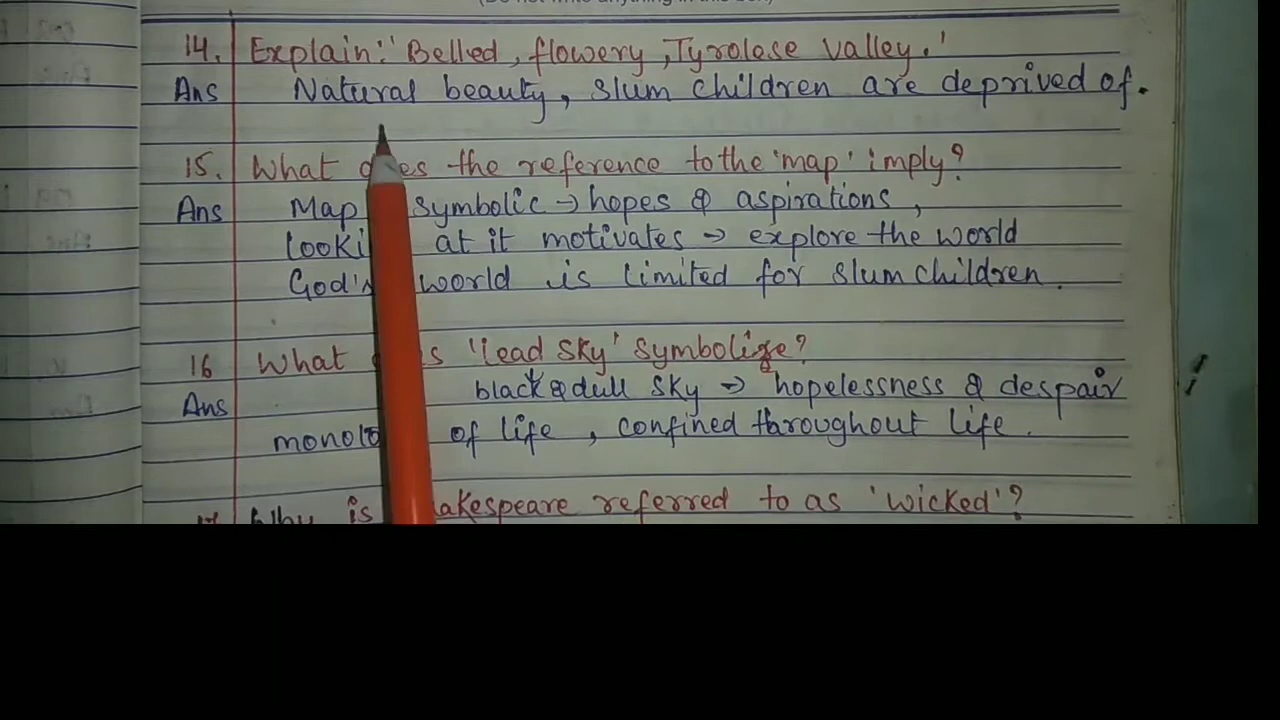 14. Explain: 'Belled, flowery, Tyrolese valley.'
Ans Natural beauty, slum children are deprived of.
15. What the reference to the 'map' imply?
Ans Map symbolic → hopes & aspirations,
at it motivates → explore the world
world is limited for slum children.
16 What 'lead sky' symbolize?
Ans black & dull sky → hopelessness & despair
of life, confined throughout life.
is referred to as 'wicked'?